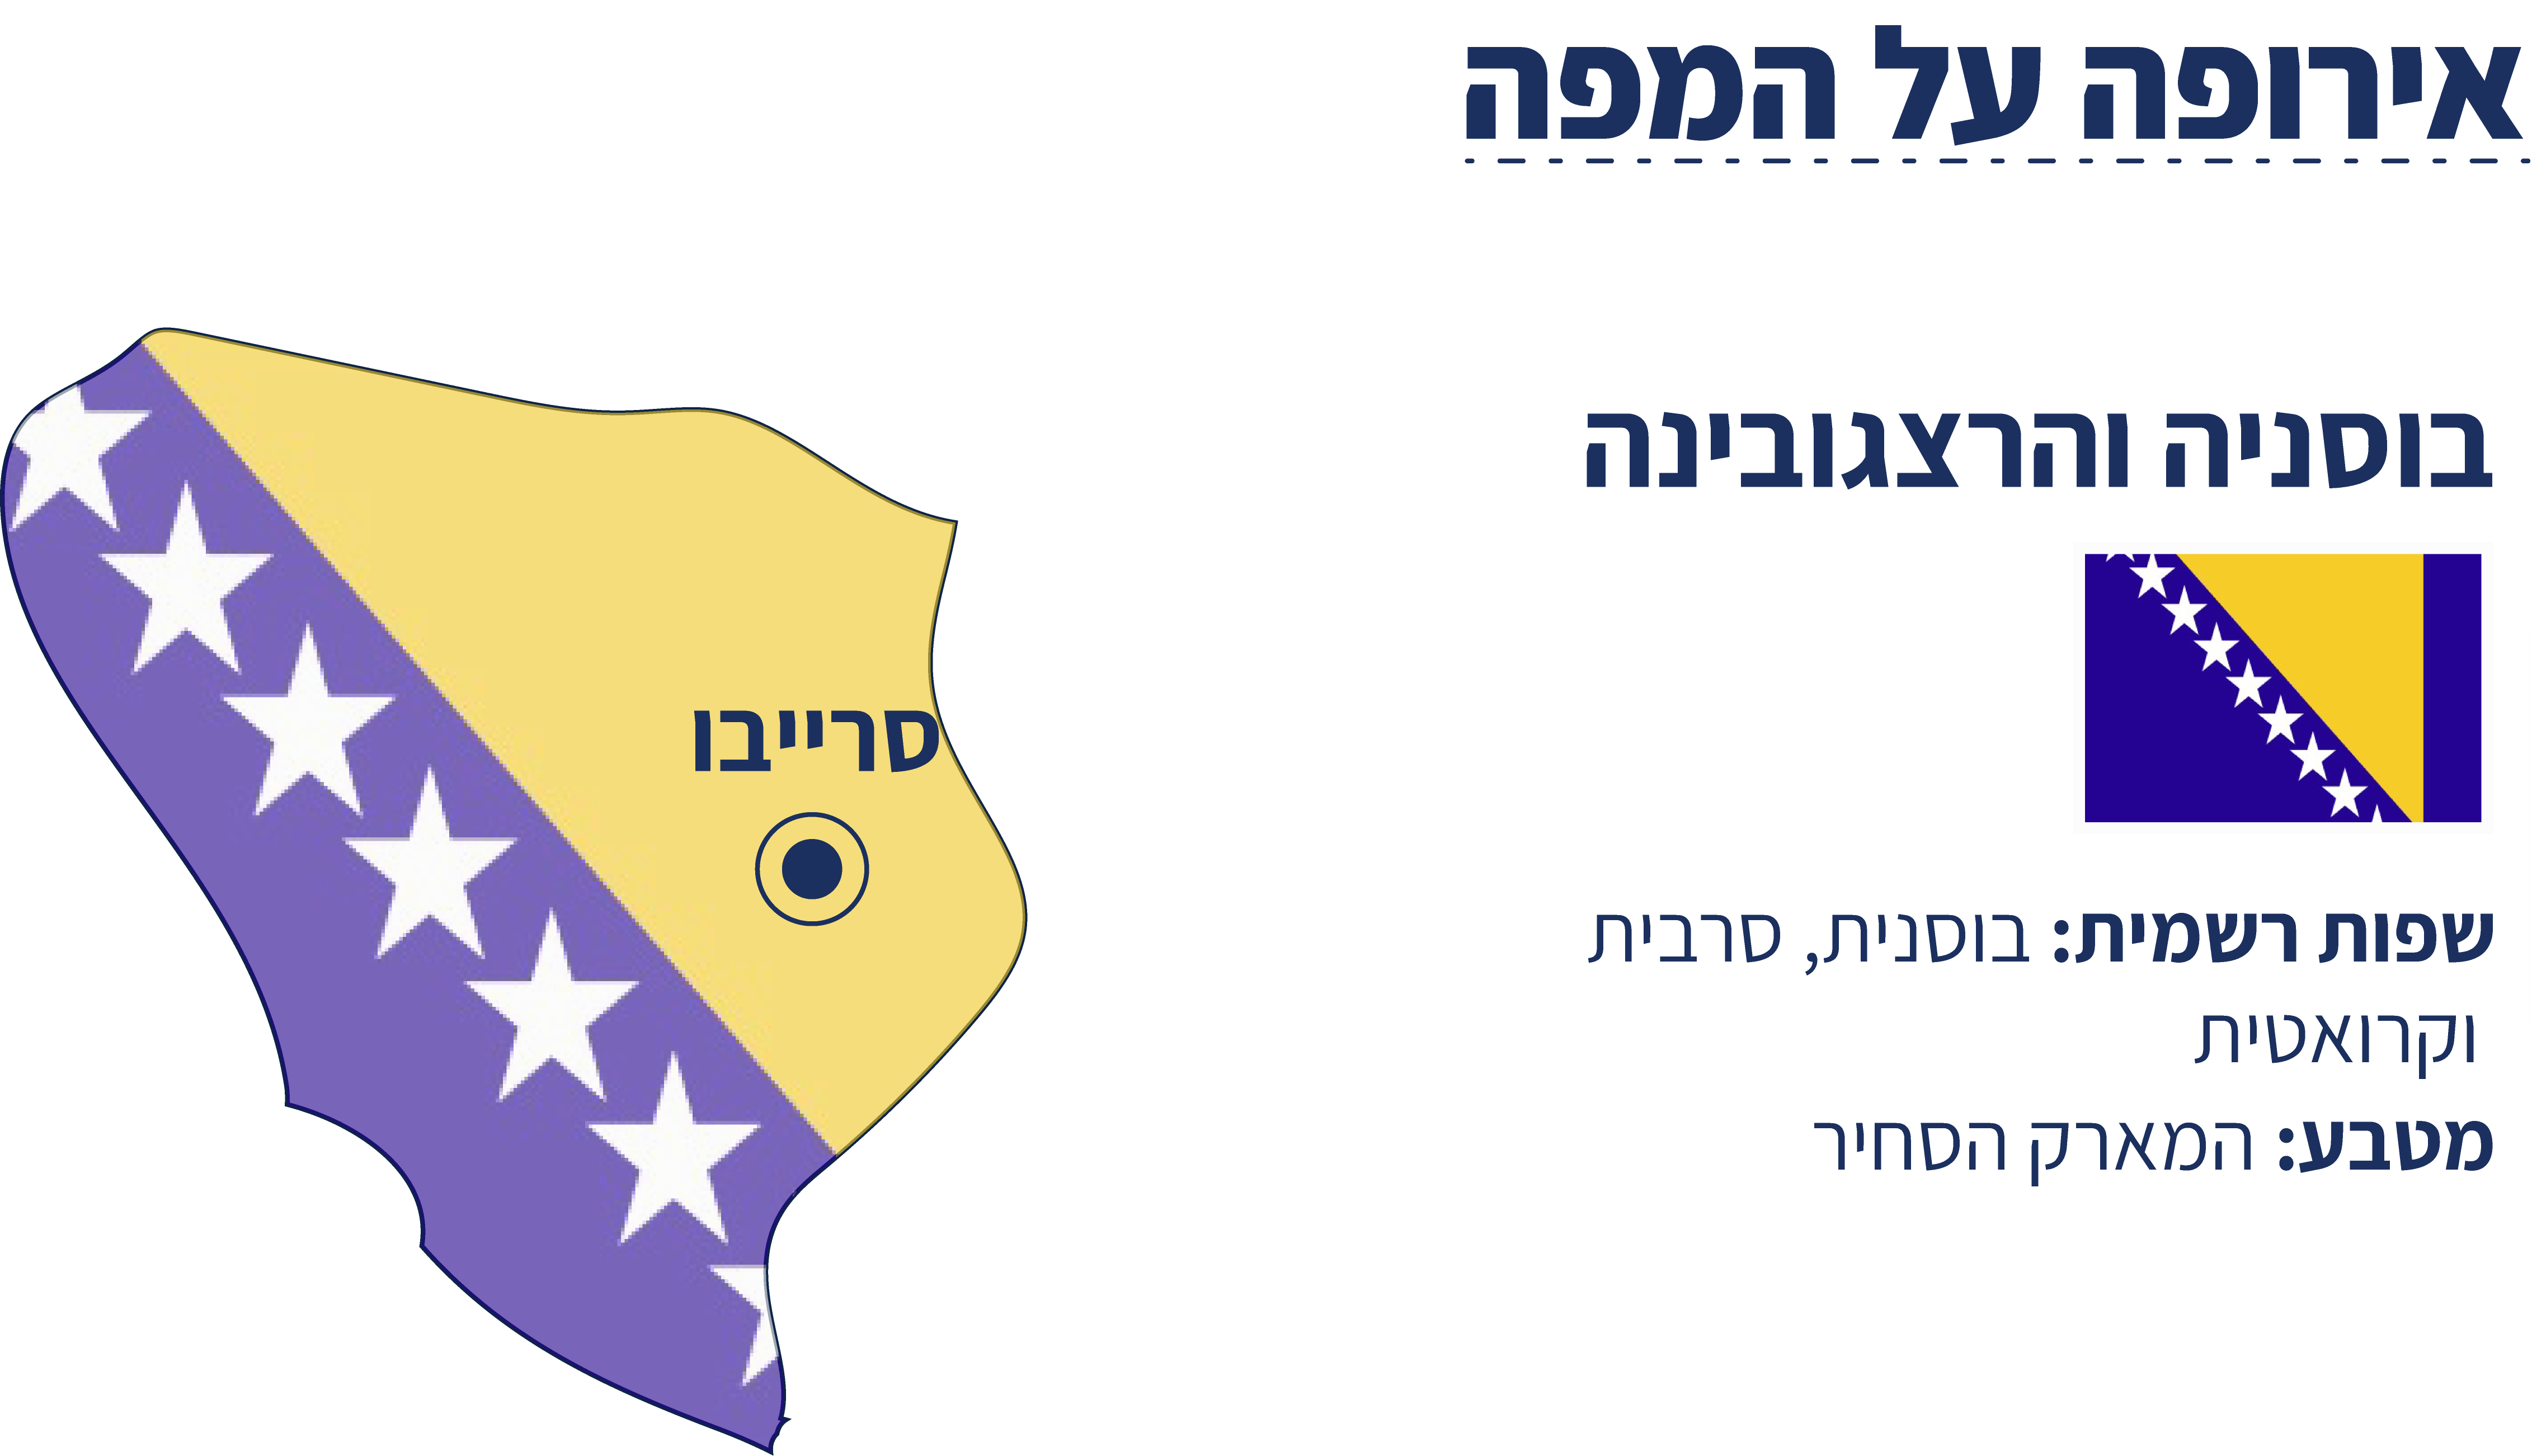 אירופה על המפה
בוסניה והרצגובינה
סרייבו
שפות רשמית: בוסנית, סרבית
וקרואטית
מטבע: המארק הסחיר